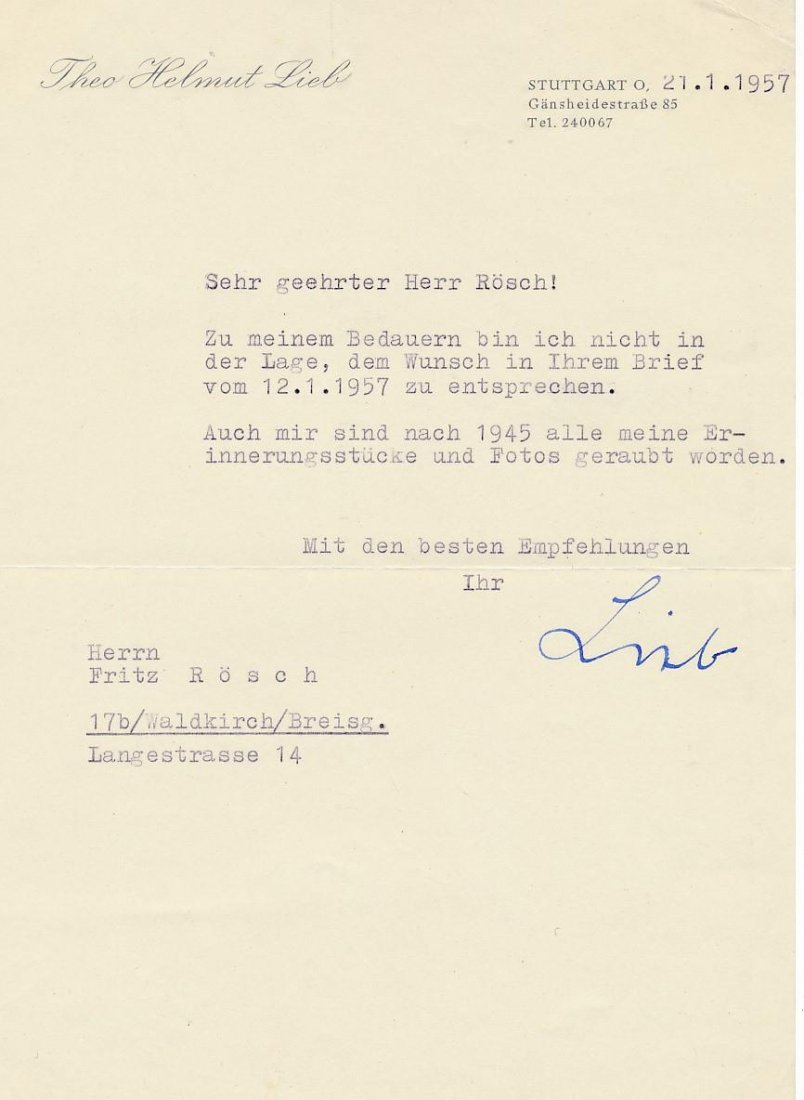 Theo Helmut Lieb
STUTTGART O, 21.1.1957
Gänsheidestraße 85
Tel. 240067
Sehr geehrter Herr Rösch!
Zu meinem Bedauern bin ich nicht in
der Lage, dem Wunsch in Ihrem Brief
vom 12.1.1957 zu entsprechen.
Auch mir sind nach 1945 alle meine Er-
innerungsstücke und Fotos geraubt worden.
Mit den besten Empfehlungen
Ihr
Lieb
Herrn
Fritz R ö s c h
17b/Waldkirch/Breisg.
Langestrasse 14